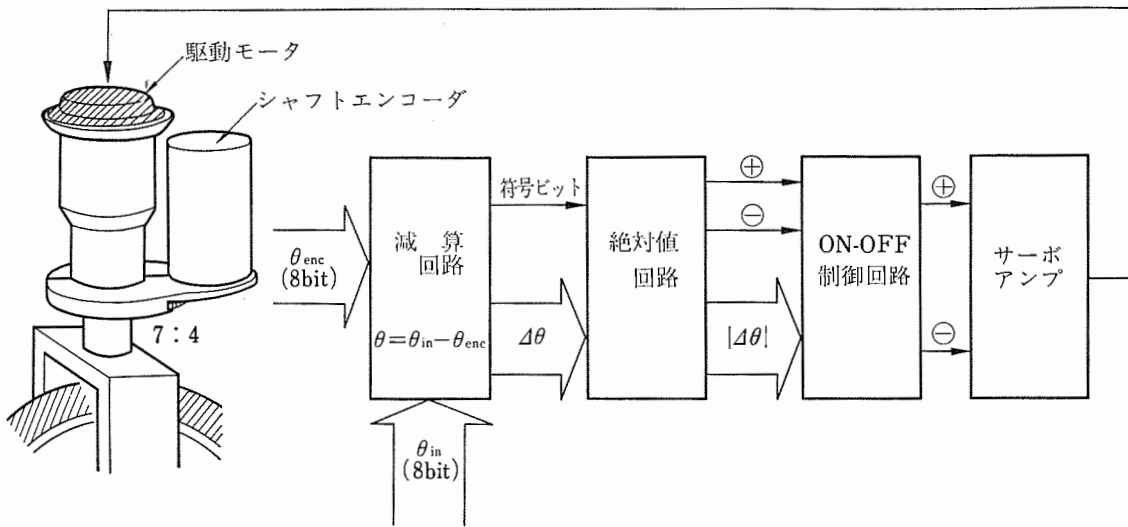 駆動モータ
シャフトエンコーダ
7:4
θenc
(8bit)
減算
回路
θ=θin−θenc
θin
(8bit)
符号ビット
Δθ
絶対値
回路
⊕
⊖
|Δθ|
ON-OFF
制御回路
⊕
⊖
サーボ
アンプ